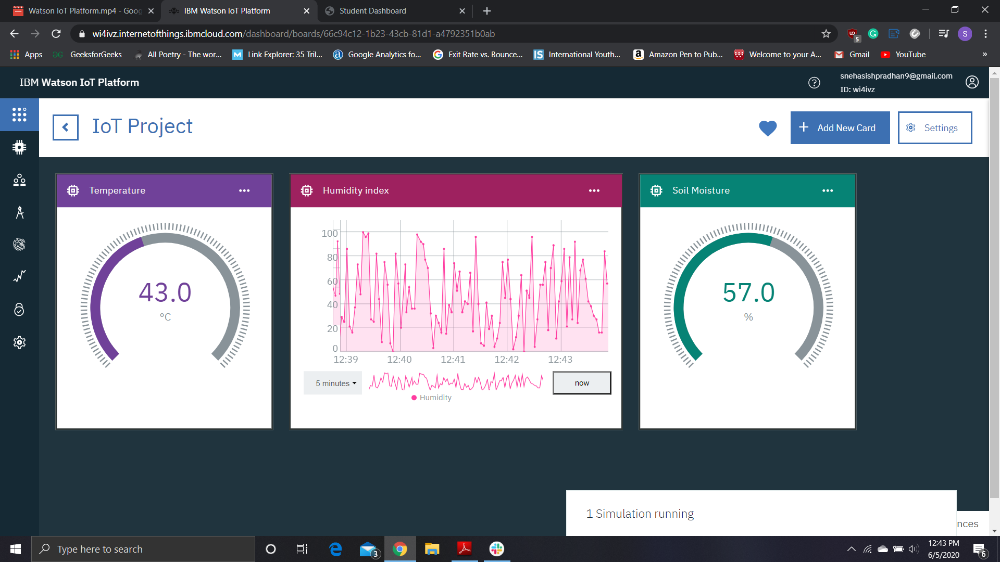 Watson IoT Platform.mp4 - Goog
IBM Watson IoT Platform
Student Dashboard
wi4ivz.internetofthings.ibmcloud.com/dashboard/boards/66c94c12-1b23-43cb-81d1-a4792351b0ab
5
S
Apps
GeeksforGeeks
All Poetry - The wor...
Link Explorer: 35 Tril...
Google Analytics fo...
Exit Rate vs. Bounce...
International Youth...
Amazon Pen to Pub...
Welcome to your A...
Gmail
YouTube
»
IBM Watson IoT Platform
snehasishpradhan9@gmail.com
ID: wi4ivz
IoT Project
Add New Card
Settings
Temperature
43.0
°C
Humidity index
100
80
60
40
20
0
12:39 12:40 12:41 12:42 12:43
5 minutes
now
Humidity
Soil Moisture
57.0
%
1 Simulation running
nces
Type here to search
3
12:43 PM
6/5/2020
6